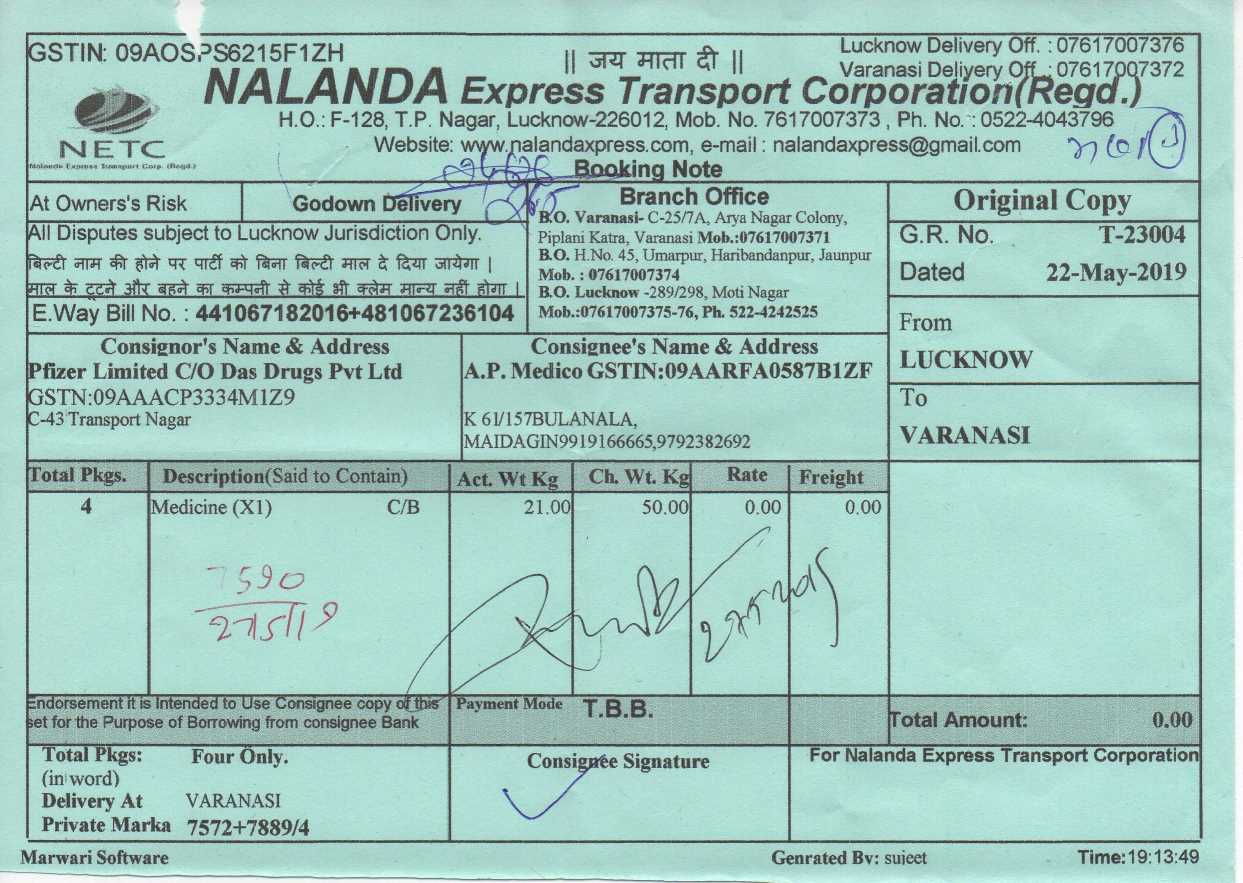 GSTIN: 09AOSPS6215F1ZH
|| जय माता दी ||
Lucknow Delivery Off. : 07617007376
Varanasi Deliyery Off. : 07617007372
NALANDA Express Transport Corporation(Regd.)
H.O.: F-128, T.P. Nagar, Lucknow-226012, Mob. No. 7617007373 , Ph. No. : 0522-4043796
NETC
Nalanda Express Transport Corp. (Regd.)
Website: www.nalandaxpress.com, e-mail : nalandaxpress@gmail.com
Booking Note
At Owners's Risk
Godown Delivery
All Disputes subject to Lucknow Jurisdiction Only.
बिल्टी नाम की होने पर पार्टी को बिना बिल्टी माल दे दिया जायेगा |
माल के टूटने और बहने का कम्पनी से कोई भी क्लेम मान्य नहीं होगा |
E.Way Bill No. : 441067182016+481067236104
Branch Office
B.O. Varanasi- C-25/7A, Arya Nagar Colony,
Piplani Katra, Varanasi Mob.:07617007371
B.O. H.No. 45, Umarpur, Haribandanpur, Jaunpur
Mob. : 07617007374
B.O. Lucknow -289/298, Moti Nagar
Mob.:07617007375-76, Ph. 522-4242525
Original Copy
G.R. No. T-23004
Dated 22-May-2019
From
LUCKNOW
To
VARANASI
Consignor's Name & Address
Pfizer Limited C/O Das Drugs Pvt Ltd
GSTN:09AAACP3334M1Z9
C-43 Transport Nagar
Consignee's Name & Address
A.P. Medico GSTIN:09AARFA0587B1ZF
K 61/157BULANALA,
MAIDAGIN9919166665,9792382692
Total Pkgs. Description(Said to Contain) Act. Wt Kg Ch. Wt. Kg Rate Freight
4 Medicine (X1) C/B 21.00 50.00 0.00 0.00
7590
27/5/19
Endorsement it is Intended to Use Consignee copy of this
set for the Purpose of Borrowing from consignee Bank
Payment Mode T.B.B.
Total Amount: 0.00
Total Pkgs: Four Only.
(in word)
Delivery At VARANASI
Private Marka 7572+7889/4
Consignee Signature
For Nalanda Express Transport Corporation
Marwari Software
Genrated By: sujeet
Time:19:13:49